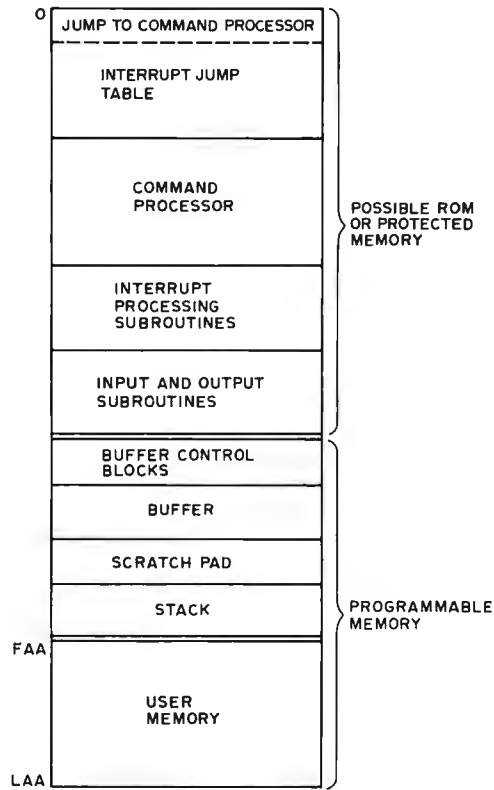 0
JUMP TO COMMAND PROCESSOR
INTERRUPT JUMP
TABLE
COMMAND
PROCESSOR
POSSIBLE ROM
OR PROTECTED
MEMORY
INTERRUPT
PROCESSING
SUBROUTINES
INPUT AND OUTPUT
SUBROUTINES
BUFFER CONTROL
BLOCKS
BUFFER
SCRATCH PAD
STACK
PROGRAMMABLE
MEMORY
FAA
USER
MEMORY
LAA